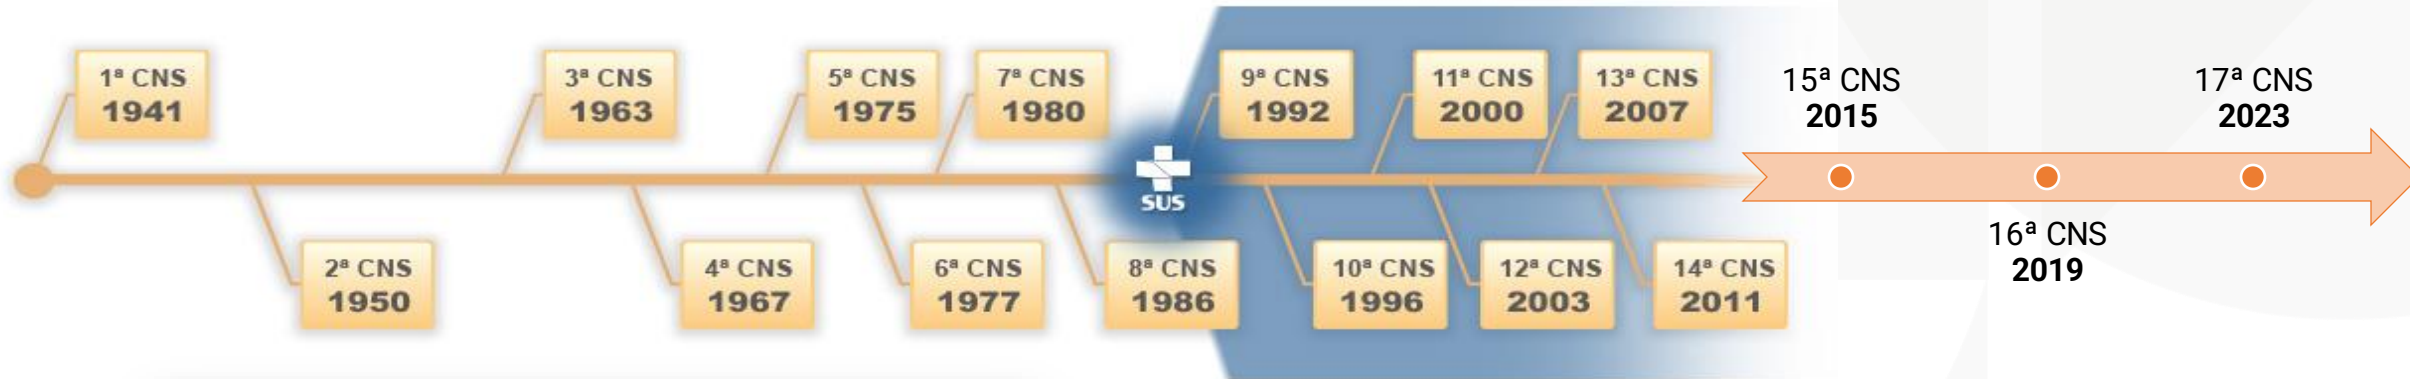 1ª CNS
1941
3ª CNS
1963
5ª CNS
1975
7ª CNS
1980
9ª CNS
1992
11ª CNS
2000
13ª CNS
2007
15ª CNS
2015
17ª CNS
2023
SUS
2ª CNS
1950
4ª CNS
1967
6ª CNS
1977
8ª CNS
1986
10ª CNS
1996
12ª CNS
2003
14ª CNS
2011
16ª CNS
2019